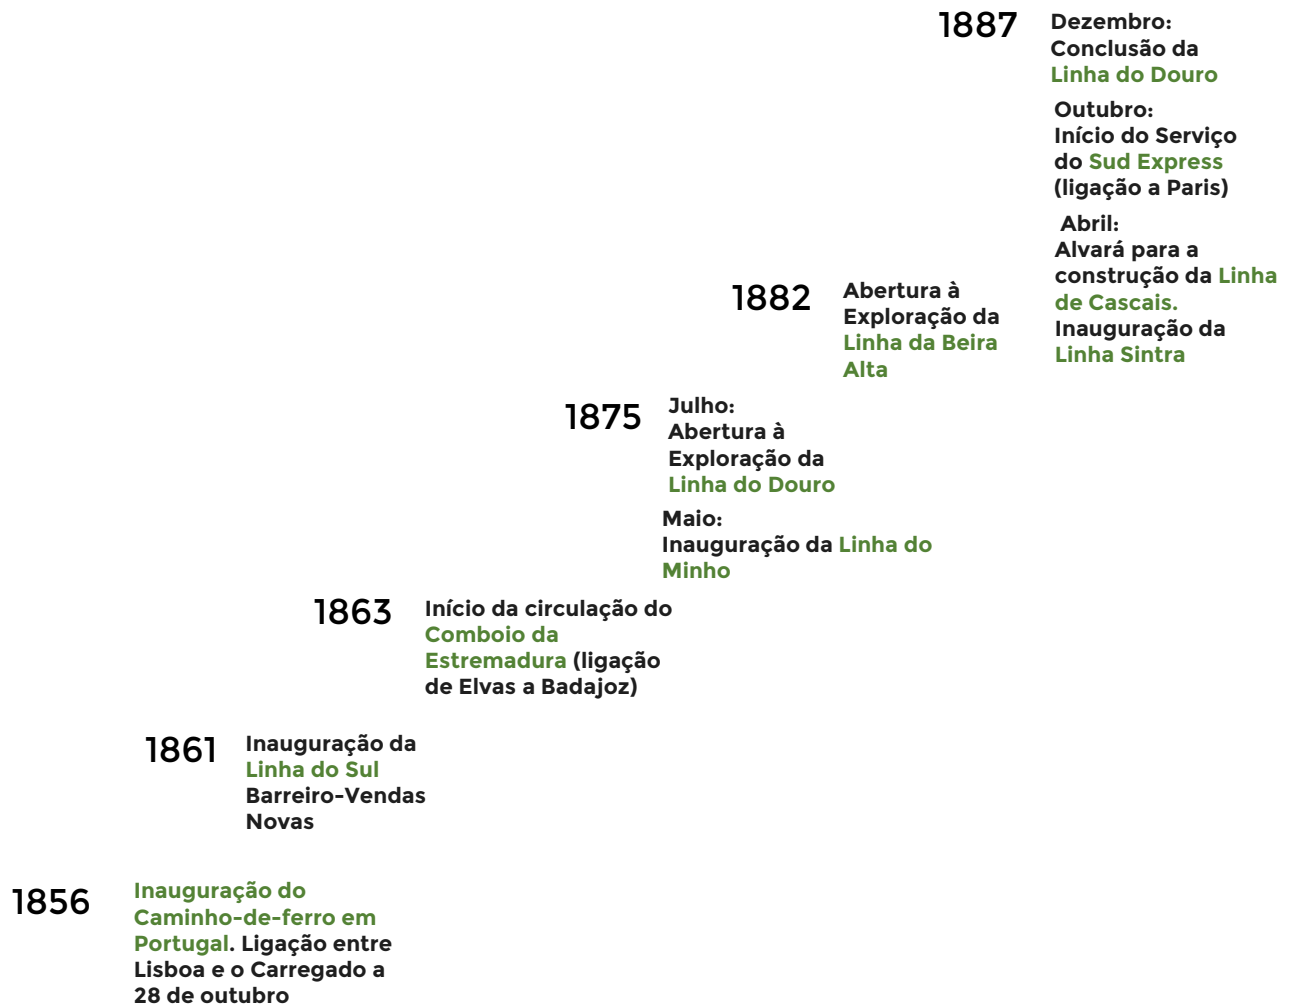 1887
Dezembro:
Conclusão da
Linha do Douro
Outubro:
Início do Serviço
do Sud Express
(ligação a Paris)
Abril:
Alvará para a
construção da Linha
de Cascais.
Inauguração da
Linha Sintra
1882
Abertura à
Exploração da
Linha da Beira
Alta
1875
Julho:
Abertura à
Exploração da
Linha do Douro
Maio:
Inauguração da Linha do
Minho
1863
Início da circulação do
Comboio da
Estremadura (ligação
de Elvas a Badajoz)
1861
Inauguração da
Linha do Sul
Barreiro-Vendas
Novas
1856
Inauguração do
Caminho-de-ferro em
Portugal. Ligação entre
Lisboa e o Carregado a
28 de outubro